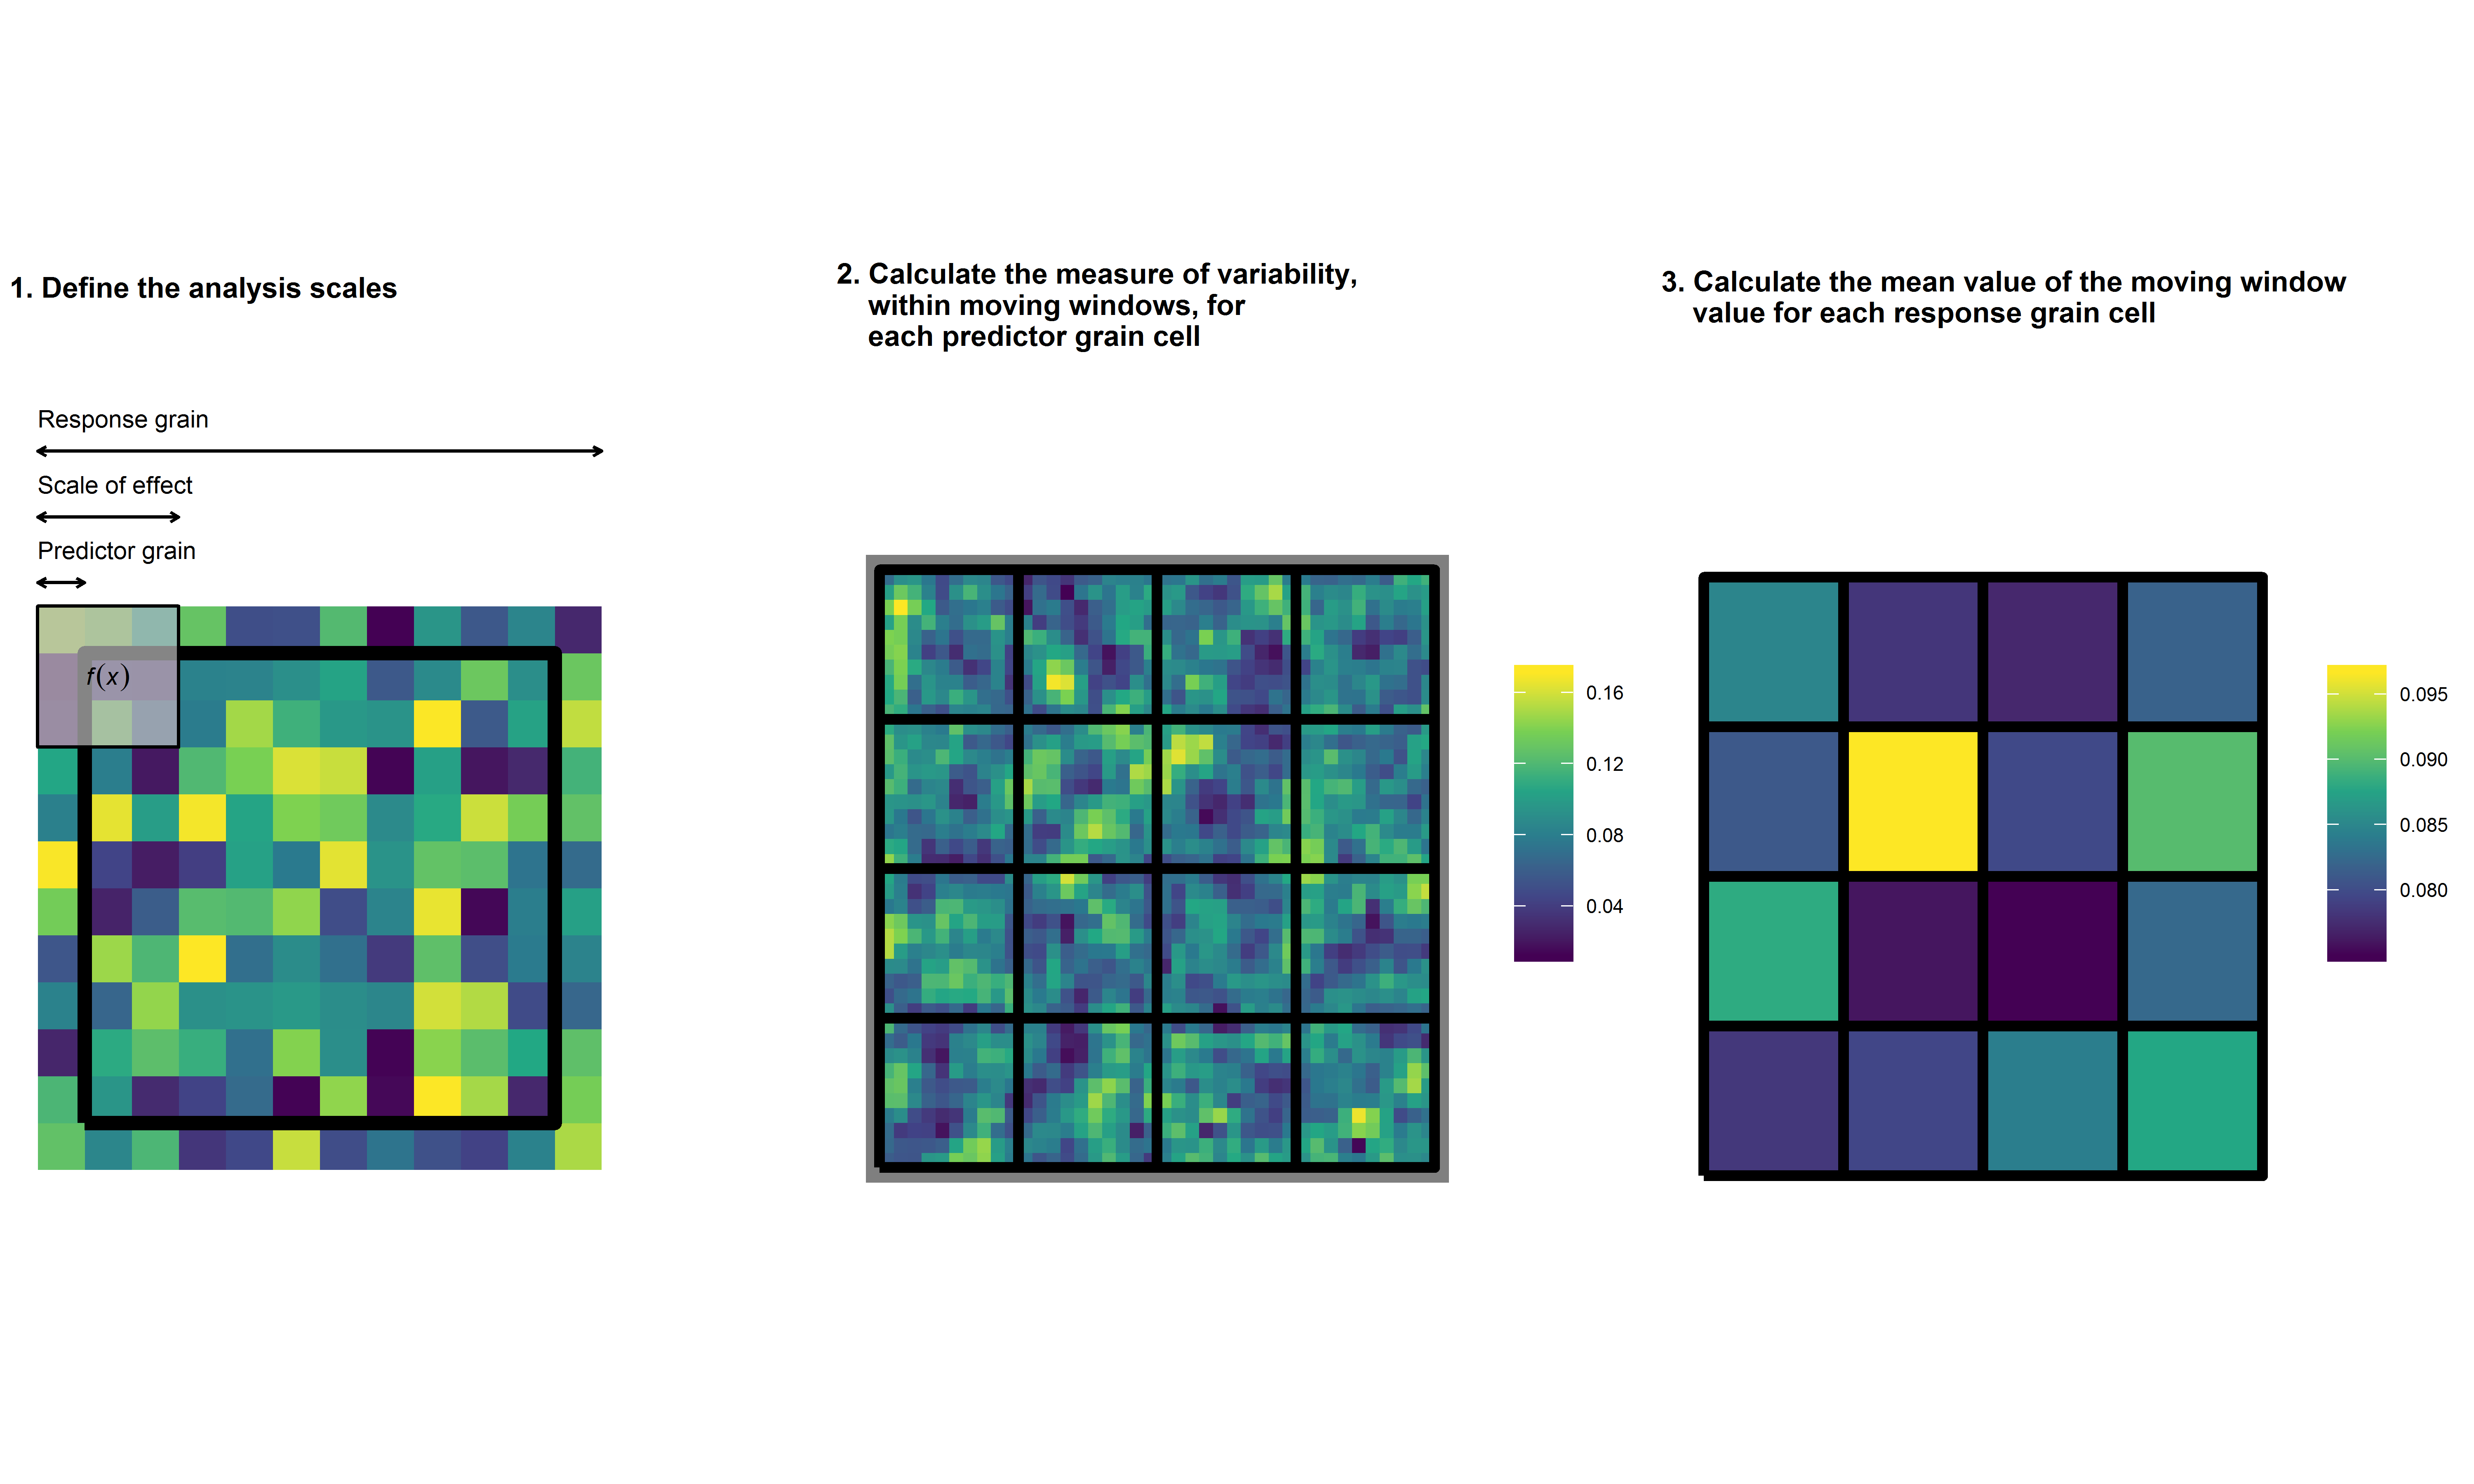 1. Define the analysis scales
Response grain
Scale of effect
Predictor grain
f(x)
2. Calculate the measure of variability,
within moving windows, for
each predictor grain cell
0.16
0.12
0.08
0.04
3. Calculate the mean value of the moving window
value for each response grain cell
0.095
0.090
0.085
0.080